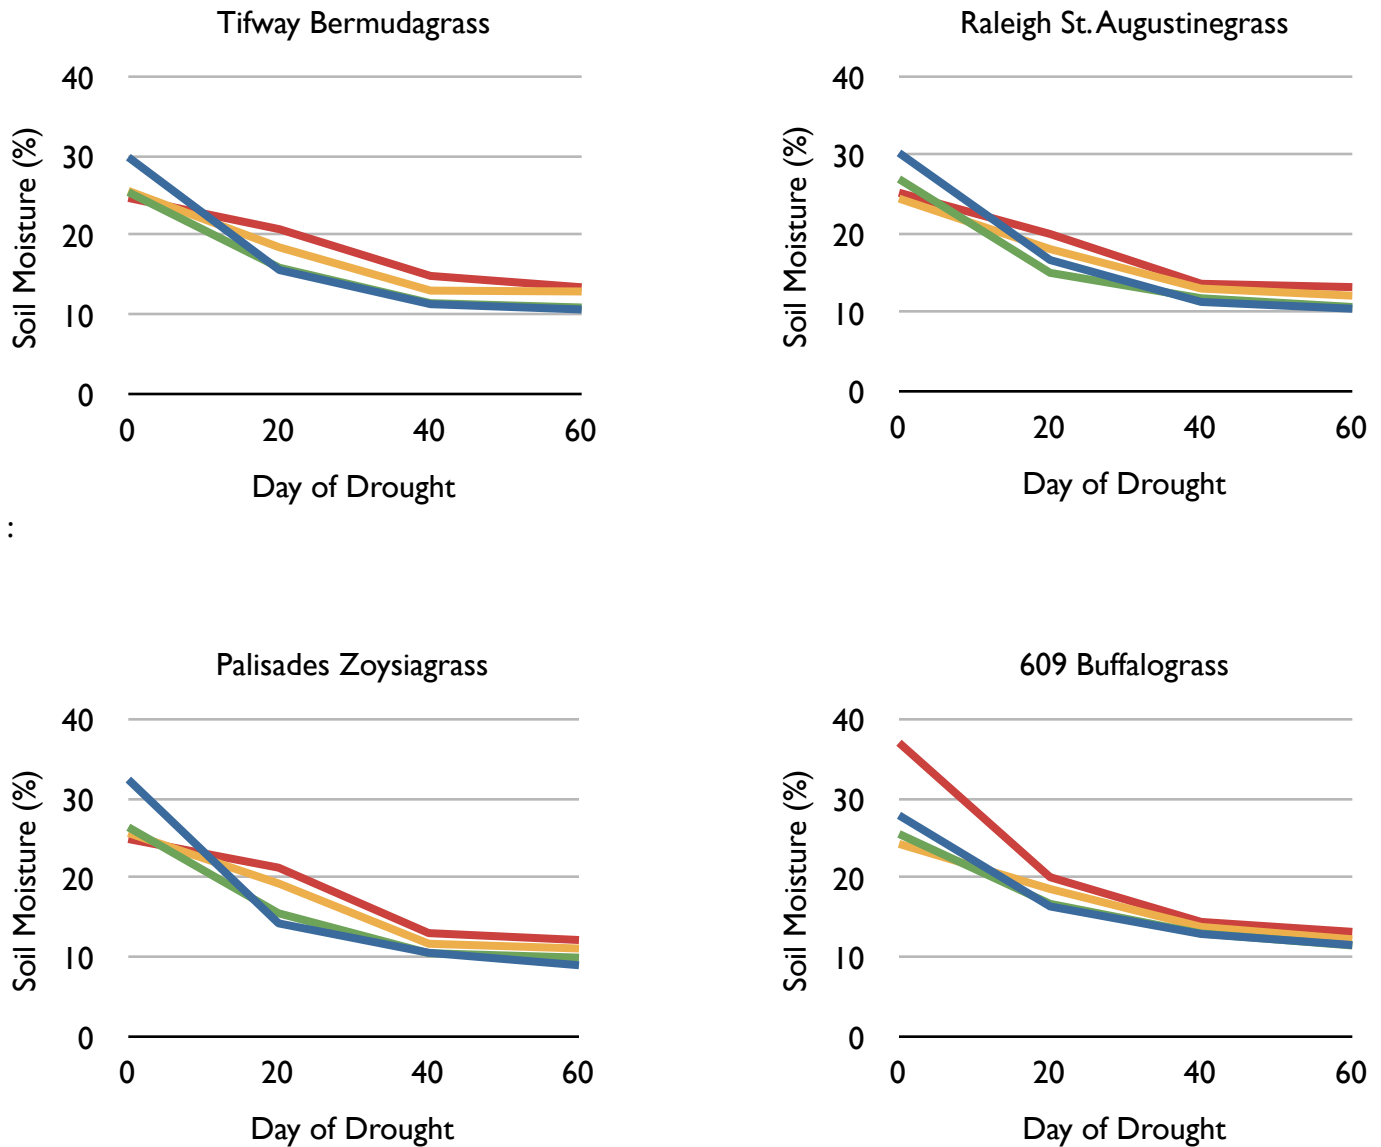 Tifway Bermudagrass
40
30
20
10
0
Soil Moisture (%)
0 20 40 60
Day of Drought
Raleigh St. Augustinegrass
40
30
20
10
0
Soil Moisture (%)
0 20 40 60
Day of Drought
:
Palisades Zoysiagrass
40
30
20
10
0
Soil Moisture (%)
0 20 40 60
Day of Drought
609 Buffalograss
40
30
20
10
0
Soil Moisture (%)
0 20 40 60
Day of Drought